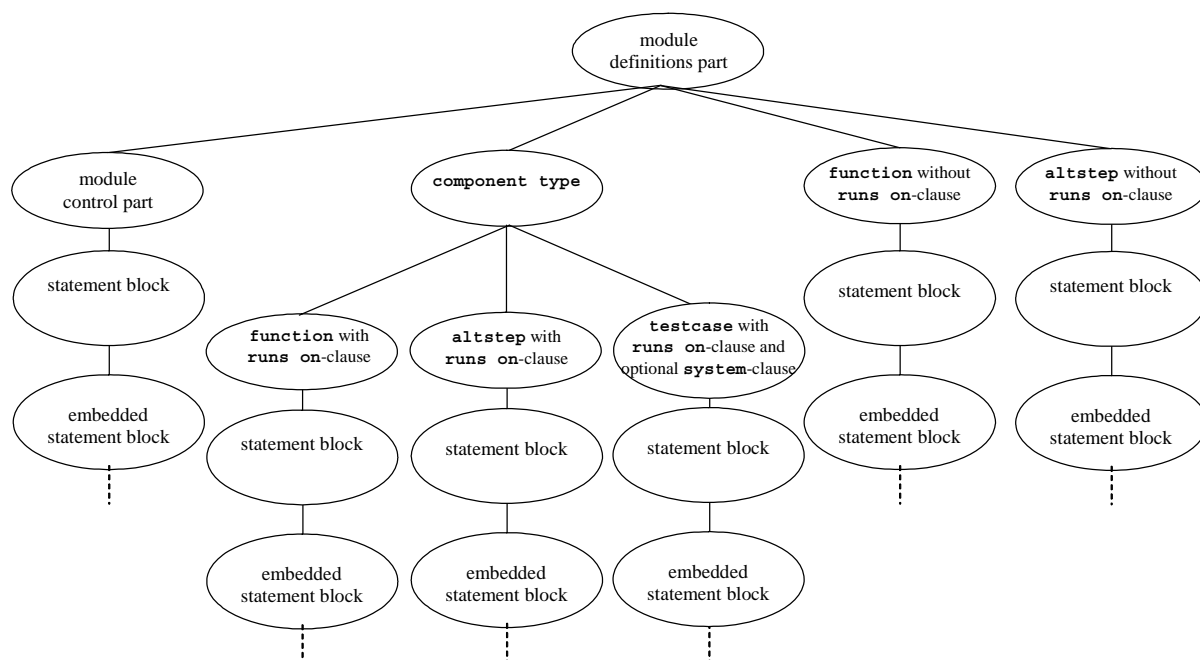 module
definitions part
module
control part
component type
function without
runs on-clause
altstep without
runs on-clause
statement block
statement block
statement block
function with
runs on-clause
altstep with
runs on-clause
testcase with
runs on-clause and
optional system-clause
embedded
statement block
embedded
statement block
embedded
statement block
statement block
statement block
statement block
embedded
statement block
embedded
statement block
embedded
statement block